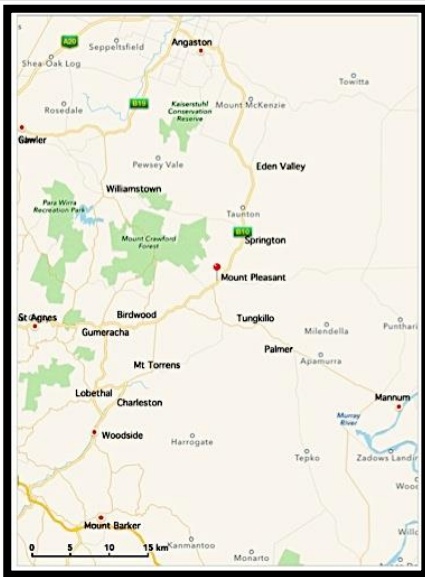 s
A20
Seppeltsfield
Angaston
Shea Oak Log
Towitta
Rosedale
B19
Kaiserstuhl
Conservation
Reserve
Mount McKenzie
Gawler
Pewsey Vale
Eden Valley
Williamstown
Para Wirra
Recreation Park
Taunton
Mount Crawford
Forest
B10
Springton
Mount Pleasant
St Agnes
Birdwood
Tungkillo
Milendella
Punthari
Gumeracha
Palmer
Apamurra
Mt Torrens
Lobethal
Charleston
Mannum
Murray
River
Woodside
Harrogate
Tepko
Zadows Landin
Wood
Mount Barker
Willo
Kanmantoo
0 5 10 15 km
Monarto